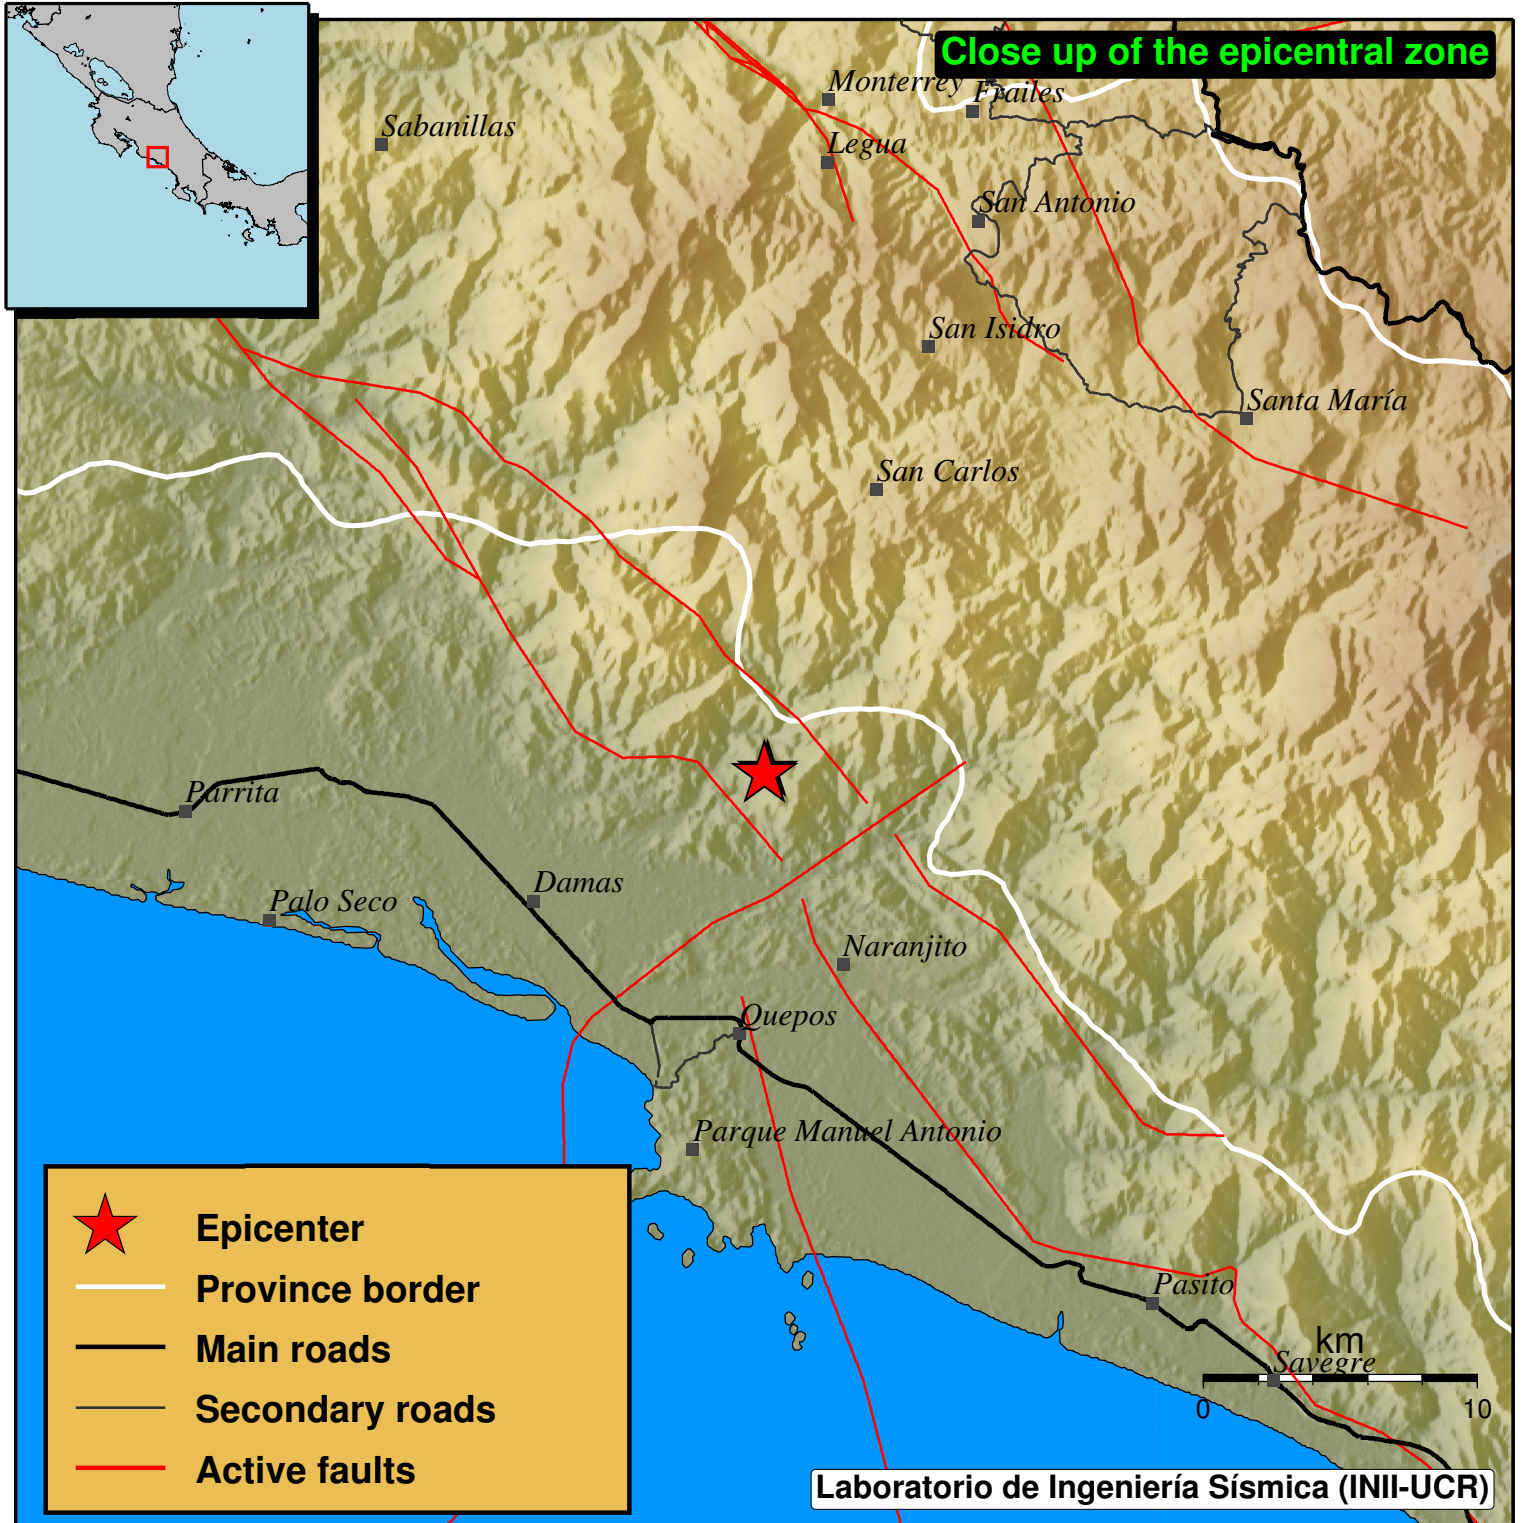 Close up of the epicentral zone
Monterrey
Frailes
Sabanillas
Legua
San Antonio
San Isidro
Santa María
San Carlos
Parrita
Damas
Palo Seco
Naranjito
Quepos
Parque Manuel Antonio
Pasito
km
Savegre
0
10
Epicenter
Province border
Main roads
Secondary roads
Active faults
Laboratorio de Ingeniería Sísmica (INII-UCR)